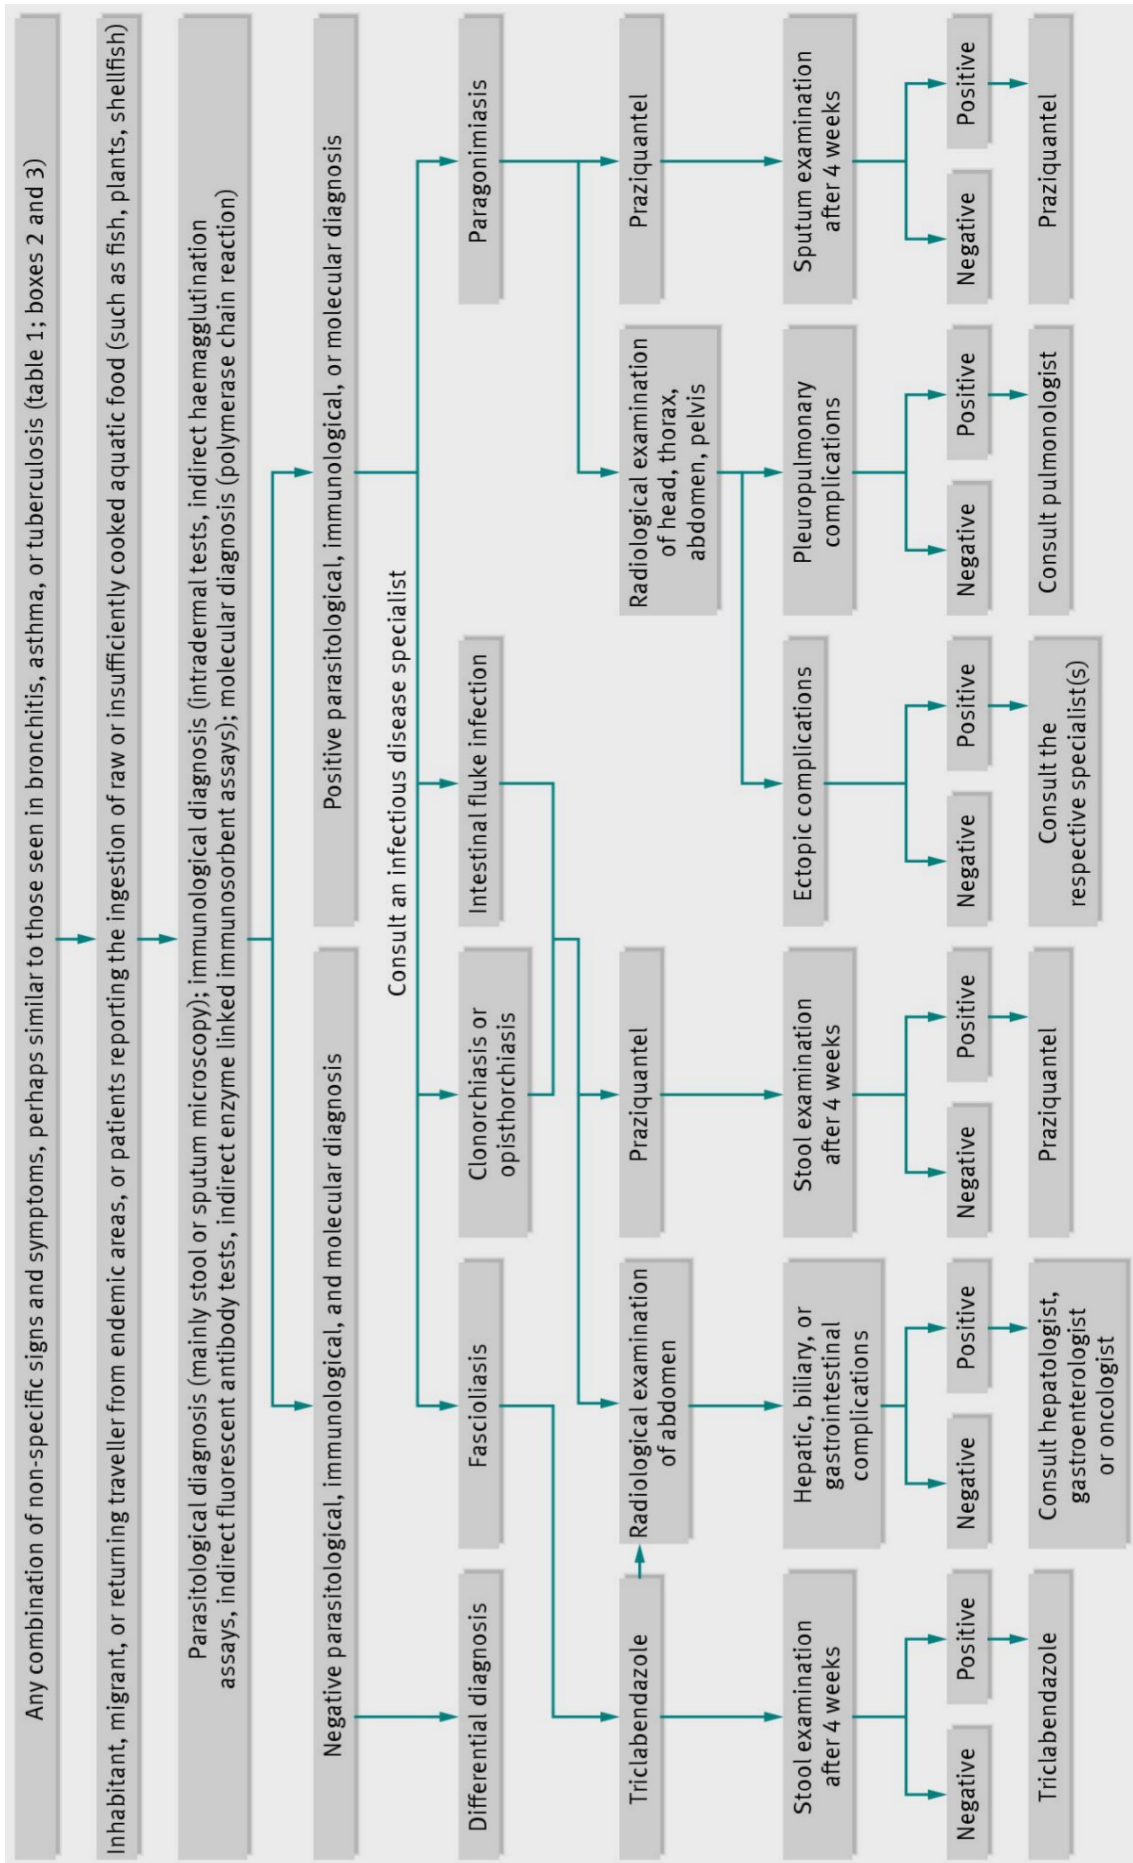 Any combination of non-specific signs and symptoms, perhaps similar to those seen in bronchitis, asthma, or tuberculosis (table 1; boxes 2 and 3)
Inhabitant, migrant, or returning traveller from endemic areas, or patients reporting the ingestion of raw or insufficiently cooked aquatic food (such as fish, plants, shellfish)
Parasitological diagnosis (mainly stool or sputum microscopy); immunological diagnosis (intradermal tests, indirect haemagglutination
assays, indirect fluorescent antibody tests, indirect enzyme linked immunosorbent assays); molecular diagnosis (polymerase chain reaction)
Negative parasitological, immunological, and molecular diagnosis
Positive parasitological, immunological, or molecular diagnosis
Consult an infectious disease specialist
Differential diagnosis
Fascioliasis
Clonorchiasis or
opisthorchiasis
Intestinal fluke infection
Paragonimiasis
Triclabendazole
Radiological examination
of abdomen
Praziquantel
Radiological examination
of head, thorax,
abdomen, pelvis
Praziquantel
Stool examination
after 4 weeks
Hepatic, biliary, or
gastrointestinal
complications
Stool examination
after 4 weeks
Ectopic complications
Pleuropulmonary
complications
Sputum examination
after 4 weeks
Negative
Positive
Negative
Positive
Negative
Positive
Negative
Positive
Negative
Positive
Negative
Positive
Triclabendazole
Consult hepatologist,
gastroenterologist
or oncologist
Praziquantel
Consult the
respective specialist(s)
Consult pulmonologist
Praziquantel